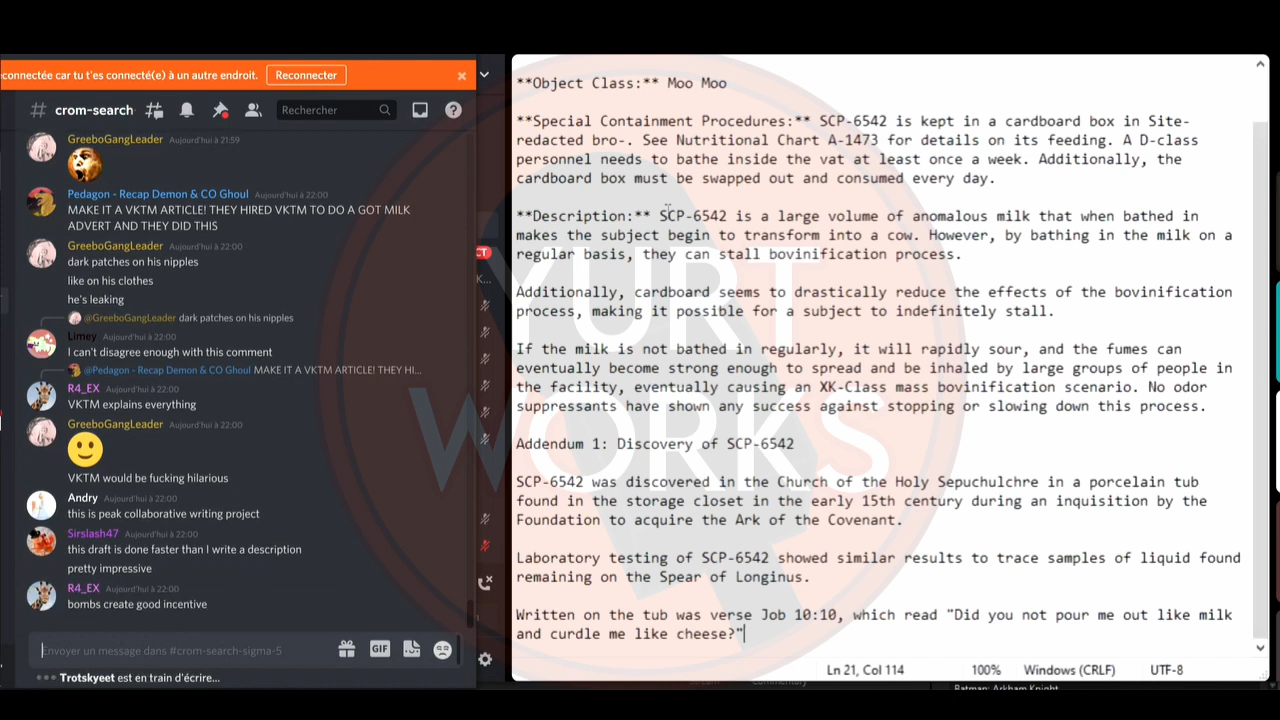 econnectée car tu t'es connecté(e) à un autre endroit.
Reconnecter
# crom-search
Rechercher
GreeboGangLeader Aujourd'hui à 21:59
Pedagon - Recap Demon & CO Ghoul Aujourd'hui à 22:00
MAKE IT A VKTM ARTICLE! THEY HIRED VKTM TO DO A GOT MILK
ADVERT AND THEY DID THIS
GreeboGangLeader Aujourd'hui à 22:00
dark patches on his nipples
like on his clothes
he's leaking
@GreeboGangLeader dark patches on his nipples
Limey Aujourd'hui à 22:00
I can't disagree enough with this comment
@Pedagon - Recap Demon & CO Ghoul MAKE IT A VKTM ARTICLE! THEY HI...
R4_EX Aujourd'hui à 22:00
VKTM explains everything
GreeboGangLeader Aujourd'hui à 22:00
VKTM would be fucking hilarious
Andry Aujourd'hui à 22:00
this is peak collaborative writing project
Sirslash47 Aujourd'hui à 22:00
this draft is done faster than I write a description
pretty impressive
R4_EX Aujourd'hui à 22:00
bombs create good incentive
Envoyer un message dans #crom-search-sigma-5
GIF
Trotskyeet est en train d'écrire...
CT
K...
**Object Class:** Moo Moo
**Special Containment Procedures:** SCP-6542 is kept in a cardboard box in Site-
redacted bro-. See Nutritional Chart A-1473 for details on its feeding. A D-class
personnel needs to bathe inside the vat at least once a week. Additionally, the
cardboard box must be swapped out and consumed every day.
**Description:** SCP-6542 is a large volume of anomalous milk that when bathed in
makes the subject begin to transform into a cow. However, by bathing in the milk on a
regular basis, they can stall bovinification process.
Additionally, cardboard seems to drastically reduce the effects of the bovinification
process, making it possible for a subject to indefinitely stall.
If the milk is not bathed in regularly, it will rapidly sour, and the fumes can
eventually become strong enough to spread and be inhaled by large groups of people in
the facility, eventually causing an XK-Class mass bovinification scenario. No odor
suppressants have shown any success against stopping or slowing down this process.
Addendum 1: Discovery of SCP-6542
SCP-6542 was discovered in the Church of the Holy Sepuchulchre in a porcelain tub
found in the storage closet in the early 15th century during an inquisition by the
Foundation to acquire the Ark of the Covenant.
Laboratory testing of SCP-6542 showed similar results to trace samples of liquid found
remaining on the Spear of Longinus.
Written on the tub was verse Job 10:10, which read "Did you not pour me out like milk
and curdle me like cheese?"
YURT
WORKS
Ln 21, Col 114
100%
Windows (CRLF)
UTF-8
Batman: Arkham Knight